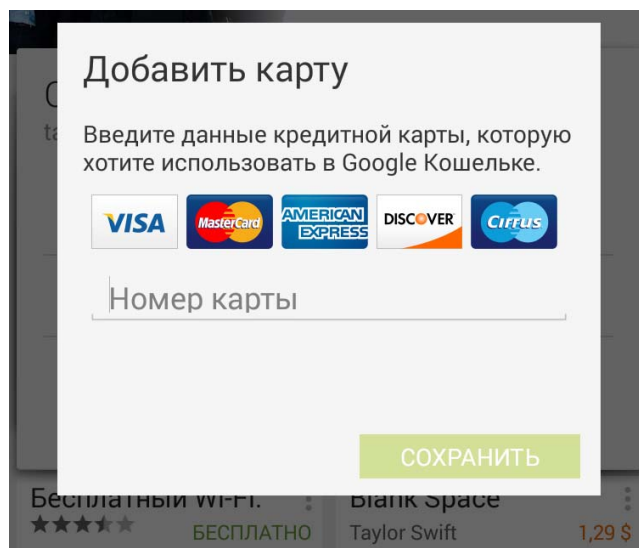 Добавить карту
Введите данные кредитной карты, которую
хотите использовать в Google Кошельке.
VISA MasterCard AMERICAN EXPRESS DISCOVER Cirrus
Номер карты
СОХРАНИТЬ
Бесплатный Wi-Fi. Blank Space
БЕСПЛАТНО Taylor Swift 1,29 $